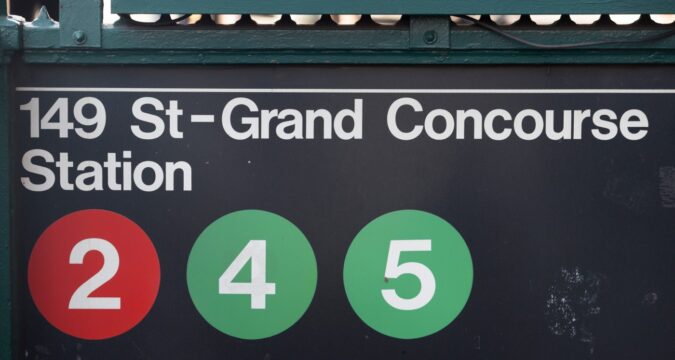 149 St-Grand Concourse
Station
2 4 5